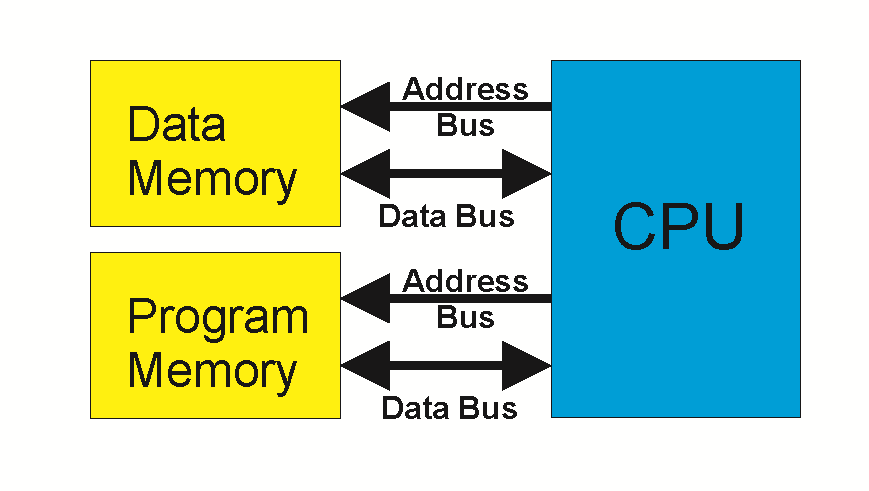 Data
Memory
Address
Bus
Data Bus
CPU
Program
Memory
Address
Bus
Data Bus